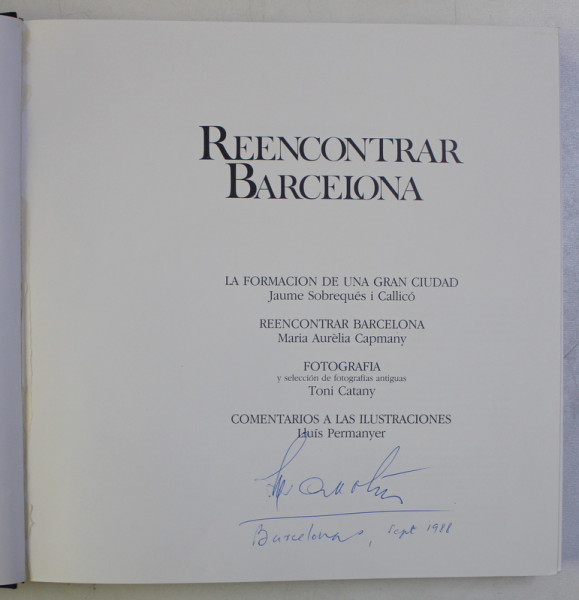 REENCONTRAR
BARCELONA
LA FORMACION DE UNA GRAN CIUDAD
Jaume Sobrequés i Callicó
REENCONTRAR BARCELONA
Maria Aurèlia Capmany
FOTOGRAFIA
y selección de fotografías antiguas
Toni Catany
COMENTARIOS A LAS ILUSTRACIONES
Lluís Permanyer
Barcelona, Sept 1988